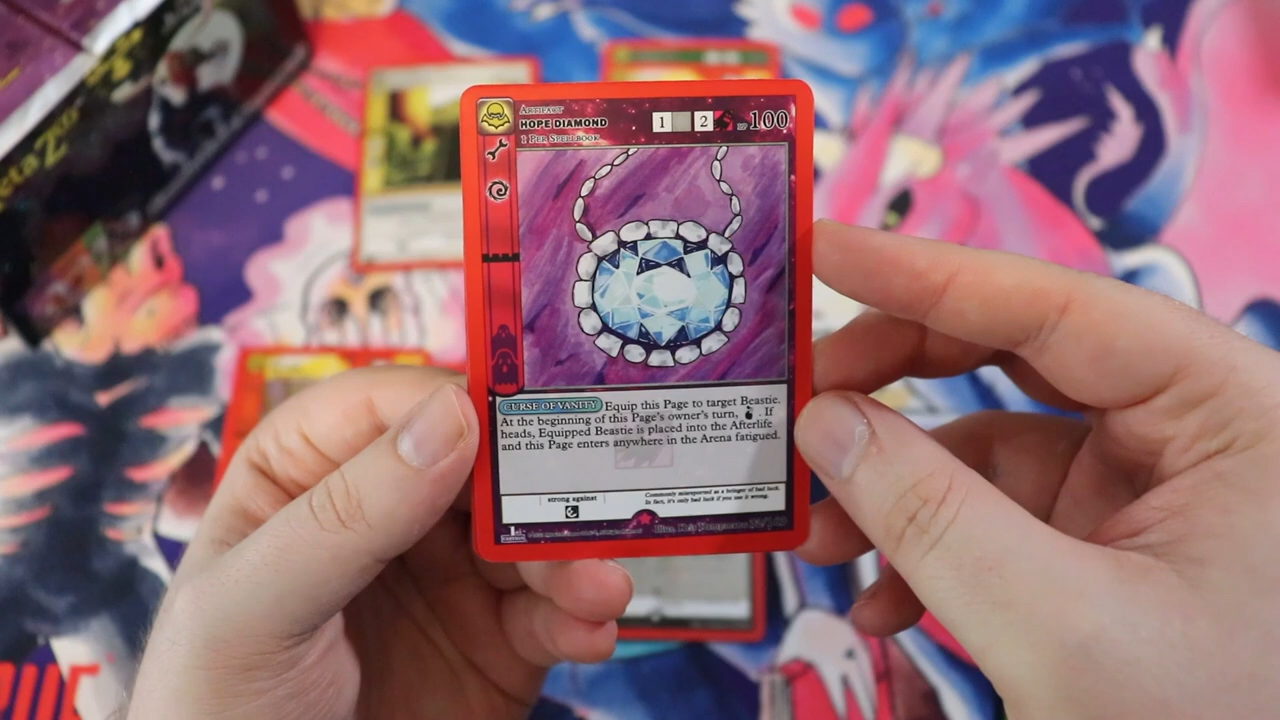 ARTIFACT
HOPE DIAMOND
1 PER SPELLBOOK
1 2 LP 100
CURSE OF VANITY Equip this Page to target Beastie.
At the beginning of this Page's owner's turn, . If
heads, Equipped Beastie is placed into the Afterlife
and this Page enters anywhere in the Arena fatigued.
strong against
Commonly misreported as a bringer of bad luck.
In fact, it's only bad luck if you use it wrong.
1st